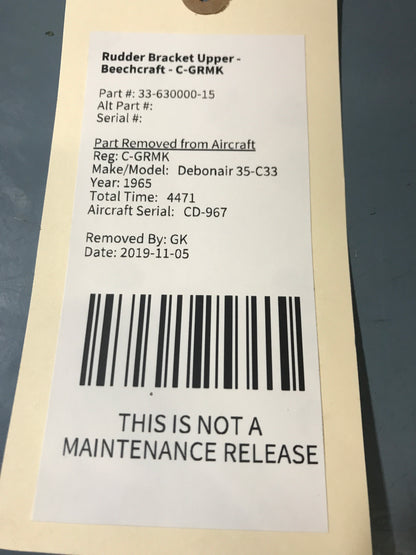 Rudder Bracket Upper -
Beechcraft - C-GRMK
Part #: 33-630000-15
Alt Part #:
Serial #:
Part Removed from Aircraft
Reg: C-GRMK
Make/Model: Debonair 35-C33
Year: 1965
Total Time: 4471
Aircraft Serial: CD-967
Removed By: GK
Date: 2019-11-05
THIS IS NOT A
MAINTENANCE RELEASE